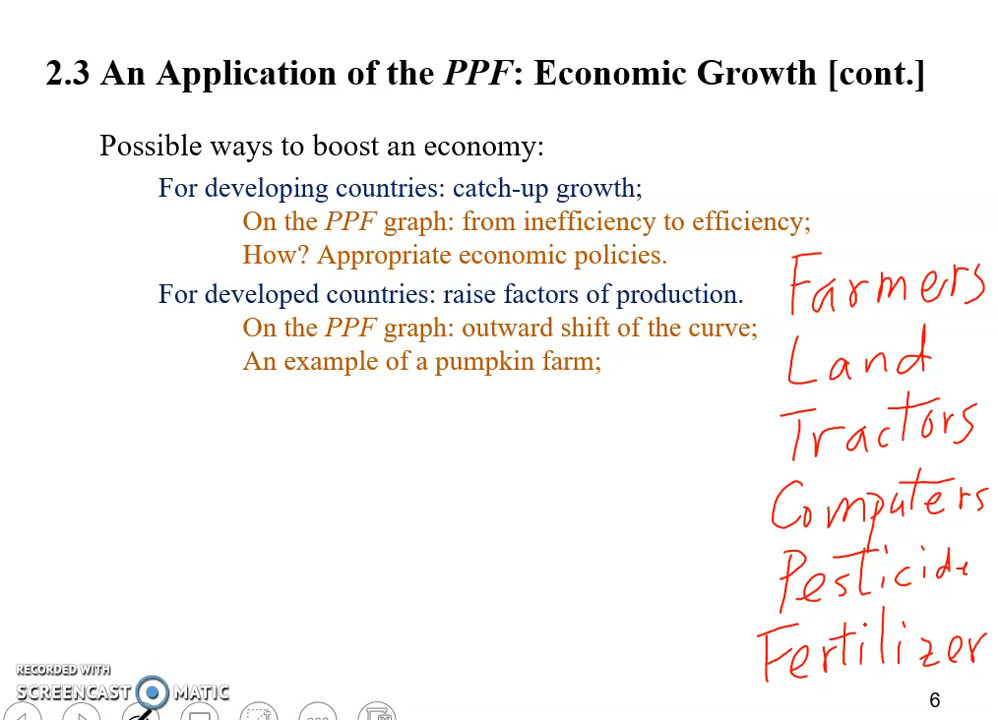 2.3 An Application of the PPF: Economic Growth [cont.]
Possible ways to boost an economy:
For developing countries: catch-up growth;
On the PPF graph: from inefficiency to efficiency;
How? Appropriate economic policies.
For developed countries: raise factors of production.
On the PPF graph: outward shift of the curve;
An example of a pumpkin farm;
Farmers
Land
Tractors
Computers
Pesticide
Fertilizer
RECORDED WITH
SCREENCAST MATIC
6